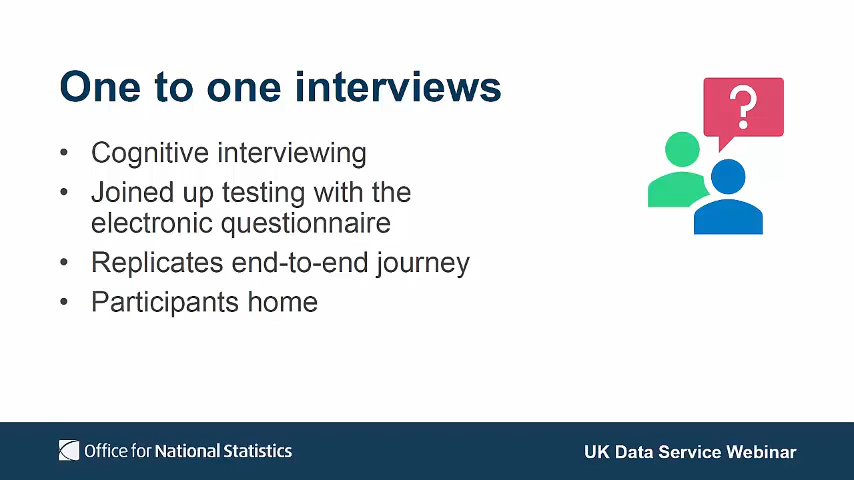 One to one interviews
• Cognitive interviewing
• Joined up testing with the
electronic questionnaire
• Replicates end-to-end journey
• Participants home
?
Office for National Statistics
UK Data Service Webinar